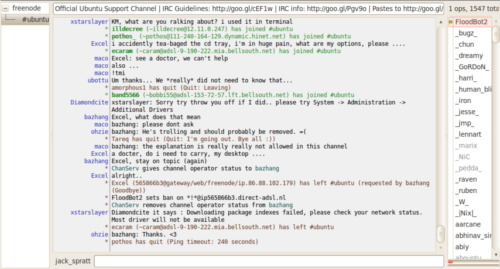 freenode
#ubuntu
Official Ubuntu Support Channel | IRC Guidelines: http://goo.gl/cEF1w | IRC info: http://goo.gl/Pgv9o | Pastes to http://goo.gl/
1 ops, 1547 tota
xstarslayer KM, what are you ralking about? i used it in terminal
* illdecree (~illdecree@12.11.0.247) has joined #ubuntu
* pothos_ (~pothos@111-240-164-129.dynamic.hinet.net) has joined #ubuntu
Excel i accidently tea-baged the cd tray, i'm in huge pain, what are my options, please ....
* ecaram (~caram@adsl-9-190-222.mia.bellsouth.net) has joined #ubuntu
maco Excel: see a doctor, we can't help
maco also ...
maco !tmi
ubottu Um thanks... We *really* did not need to know that...
* amorphous1 has quit (Quit: Leaving)
* band5566 (~bobbi55@adsl-153-72-57.lft.bellsouth.net) has joined #ubuntu
Diamondcite xstarslayer: Sorry try throw you off if I did.. please try System -> Administration -> Additional Drivers
bazhang Excel, what does that mean
maco bazhang: please dont ask
ohzie bazhang: He's trolling and should probably be removed. =(
* Tareq has quit (Quit: I'm going out. Bye all :))
maco bazhang: the explanation is really really not allowed in this channel
Excel a doctor, do i need to carry, my desktop ....
bazhang Excel, stay on topic (again)
* ChanServ gives channel operator status to bazhang
Excel alright..
* Excel (565866b3@gateway/web/freenode/ip.86.88.102.179) has left #ubuntu (requested by bazhang (Goodbye))
* FloodBot2 sets ban on *!*@ip565866b3.direct-adsl.nl
* ChanServ removes channel operator status from bazhang
xstarslayer Diamondcite it says : Downloading package indexes failed, please check your network status. Most driver will not be available
* ecaram (~caram@adsl-9-190-222.mia.bellsouth.net) has left #ubuntu
ohzie bazhang: Thanks. <3
* pothos has quit (Ping timeout: 240 seconds)
jack_spratt
FloodBot2
_bugz_
_chun
_dreamy
_GoRDoN_
_harri_
_human_bl
_iron
_jesse_
_jmp_
_lennart
_marix
_NIC
_pedda_
_raven
_ruben
_W_
_|Nix|_
aarcane
abhinav_sin
abiy